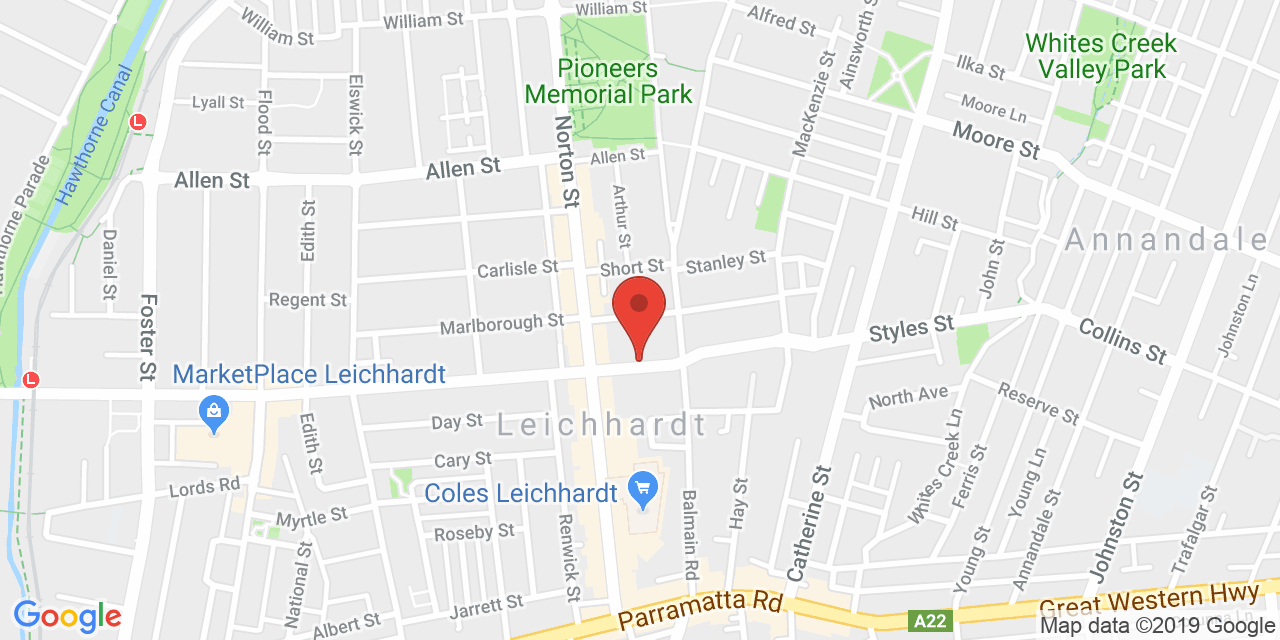 William St
William St
William St
Alfred St
Ainsworth St
MacKenzie St
Ilka St
Whites Creek
Valley Park
Pioneers
Memorial Park
Hawthorne Canal
Lyall St
Flood St
Elswick St
Norton St
Moore Ln
Moore St
Allen St
Allen St
Allen St
Hawthorne Parade
Arthur St
Hill St
Annandale
Edith St
Daniel St
Carlisle St
Short St
Stanley St
John St
Johnston Ln
Regent St
Foster St
Marlborough St
Styles St
Collins St
MarketPlace Leichhardt
North Ave
Reserve St
Day St
Leichhardt
Edith St
Cary St
Whites Creek Ln
Ferris St
Young Ln
Lords Rd
Coles Leichhardt
Balmain Rd
Hay St
Catherine St
Annandale St
Johnston St
Trafalgar St
Myrtle St
Roseby St
Renwick St
National St
Young St
Jarrett St
Albert St
Parramatta Rd
A22
Great Western Hwy
Google
Map data ©2019 Google